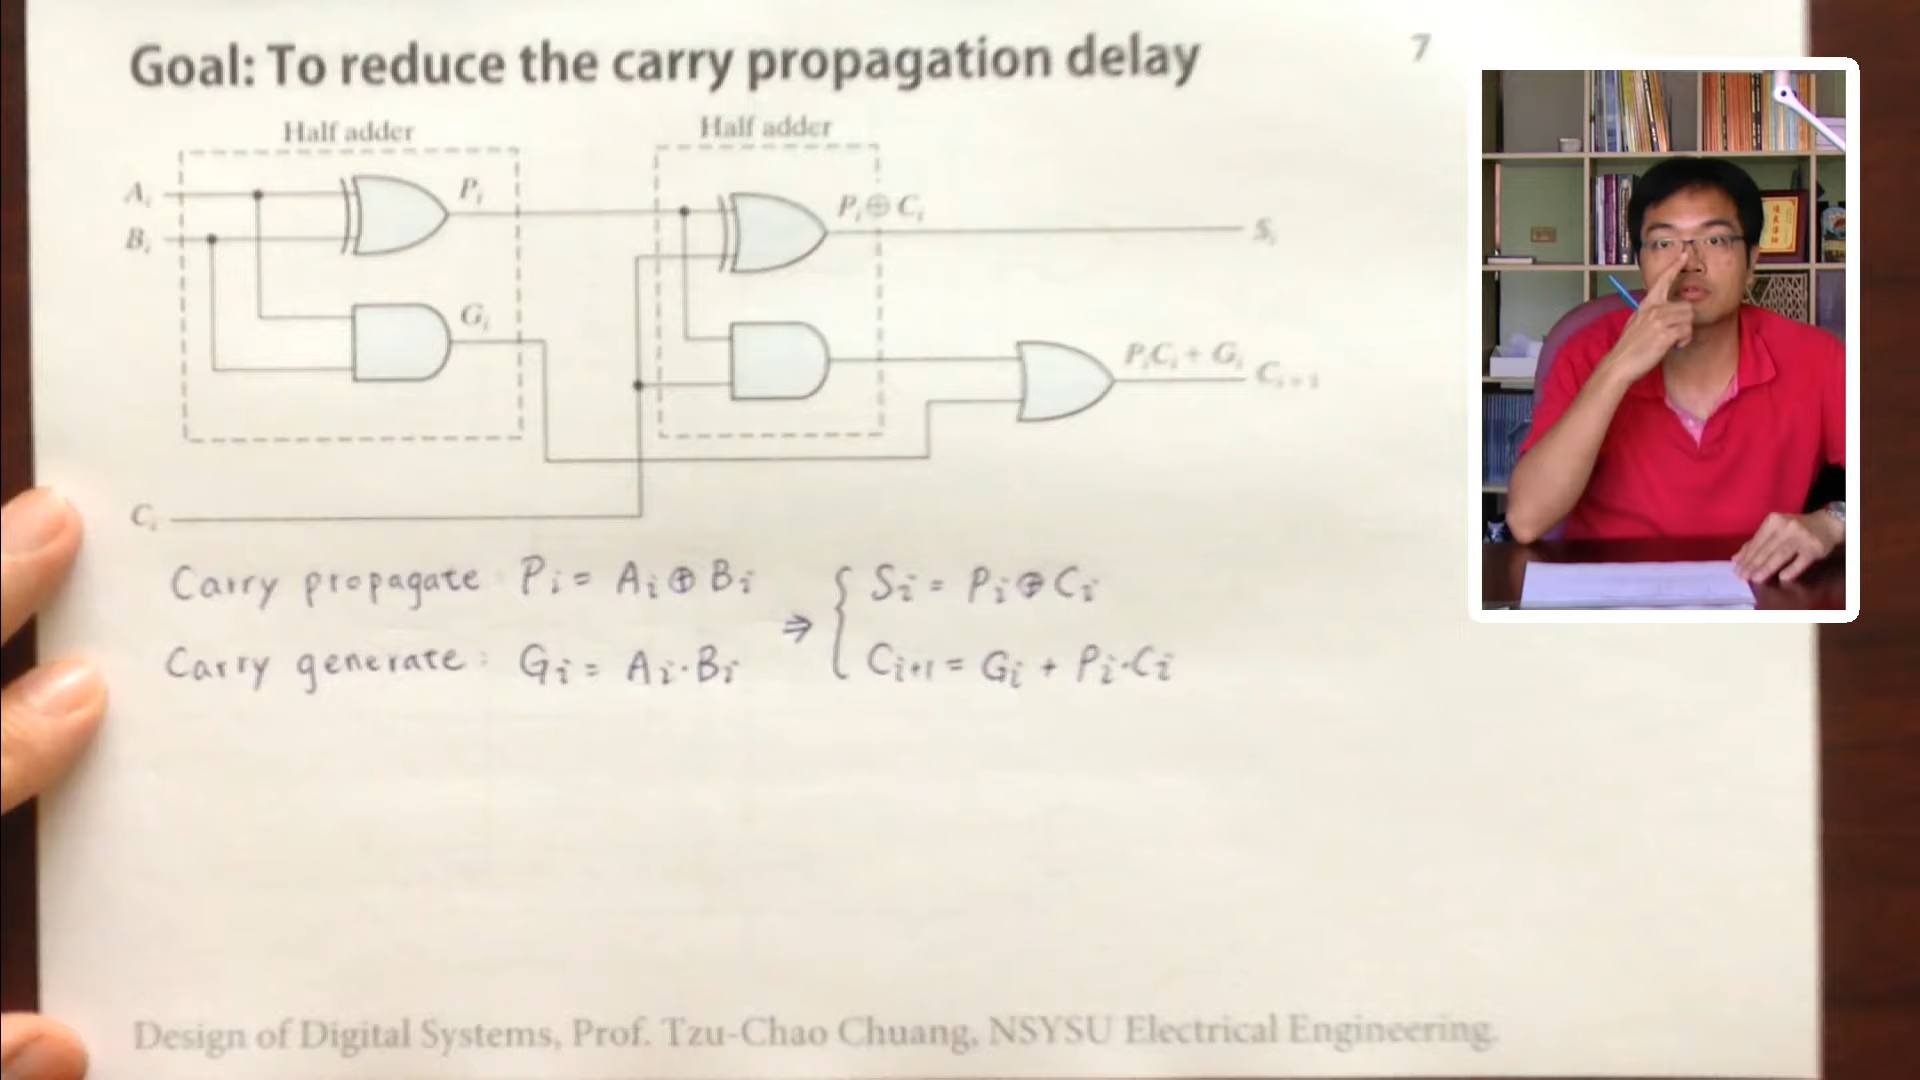 Goal: To reduce the carry propagation delay
7
Half adder
Half adder
Aᵢ
Pᵢ
Pᵢ⊕Cᵢ
Bᵢ
Sᵢ
Gᵢ
PᵢCᵢ + Gᵢ
Cᵢ₊₁
Cᵢ
Carry propagate: Pᵢ = Aᵢ ⊕ Bᵢ
Carry generate: Gᵢ = Aᵢ·Bᵢ
⇒ { Sᵢ = Pᵢ ⊕ Cᵢ
Cᵢ₊₁ = Gᵢ + Pᵢ·Cᵢ
Design of Digital Systems, Prof. Tzu-Chao Chuang, NSYSU Electrical Engineering.